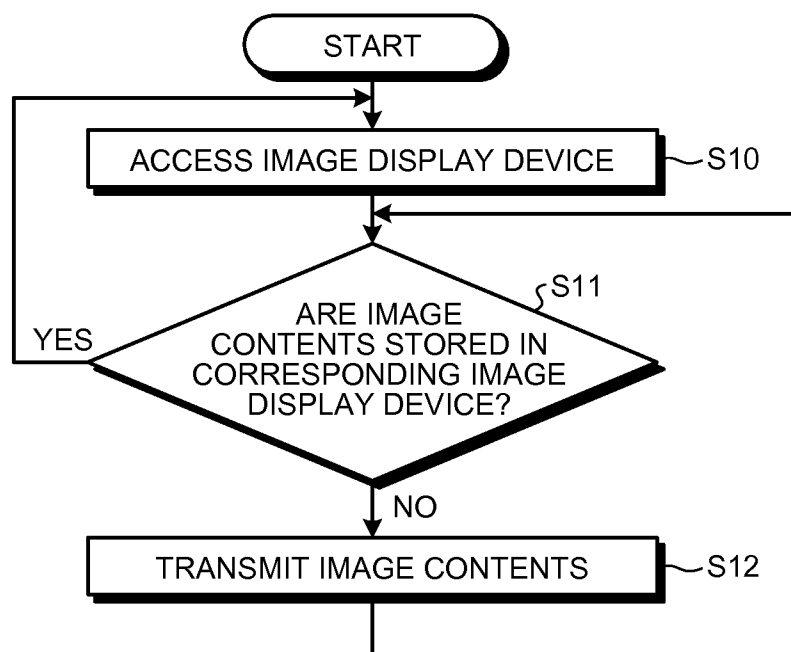 START
ACCESS IMAGE DISPLAY DEVICE
S10
S11
ARE IMAGE
CONTENTS STORED IN
CORRESPONDING IMAGE
DISPLAY DEVICE?
YES
NO
TRANSMIT IMAGE CONTENTS
S12